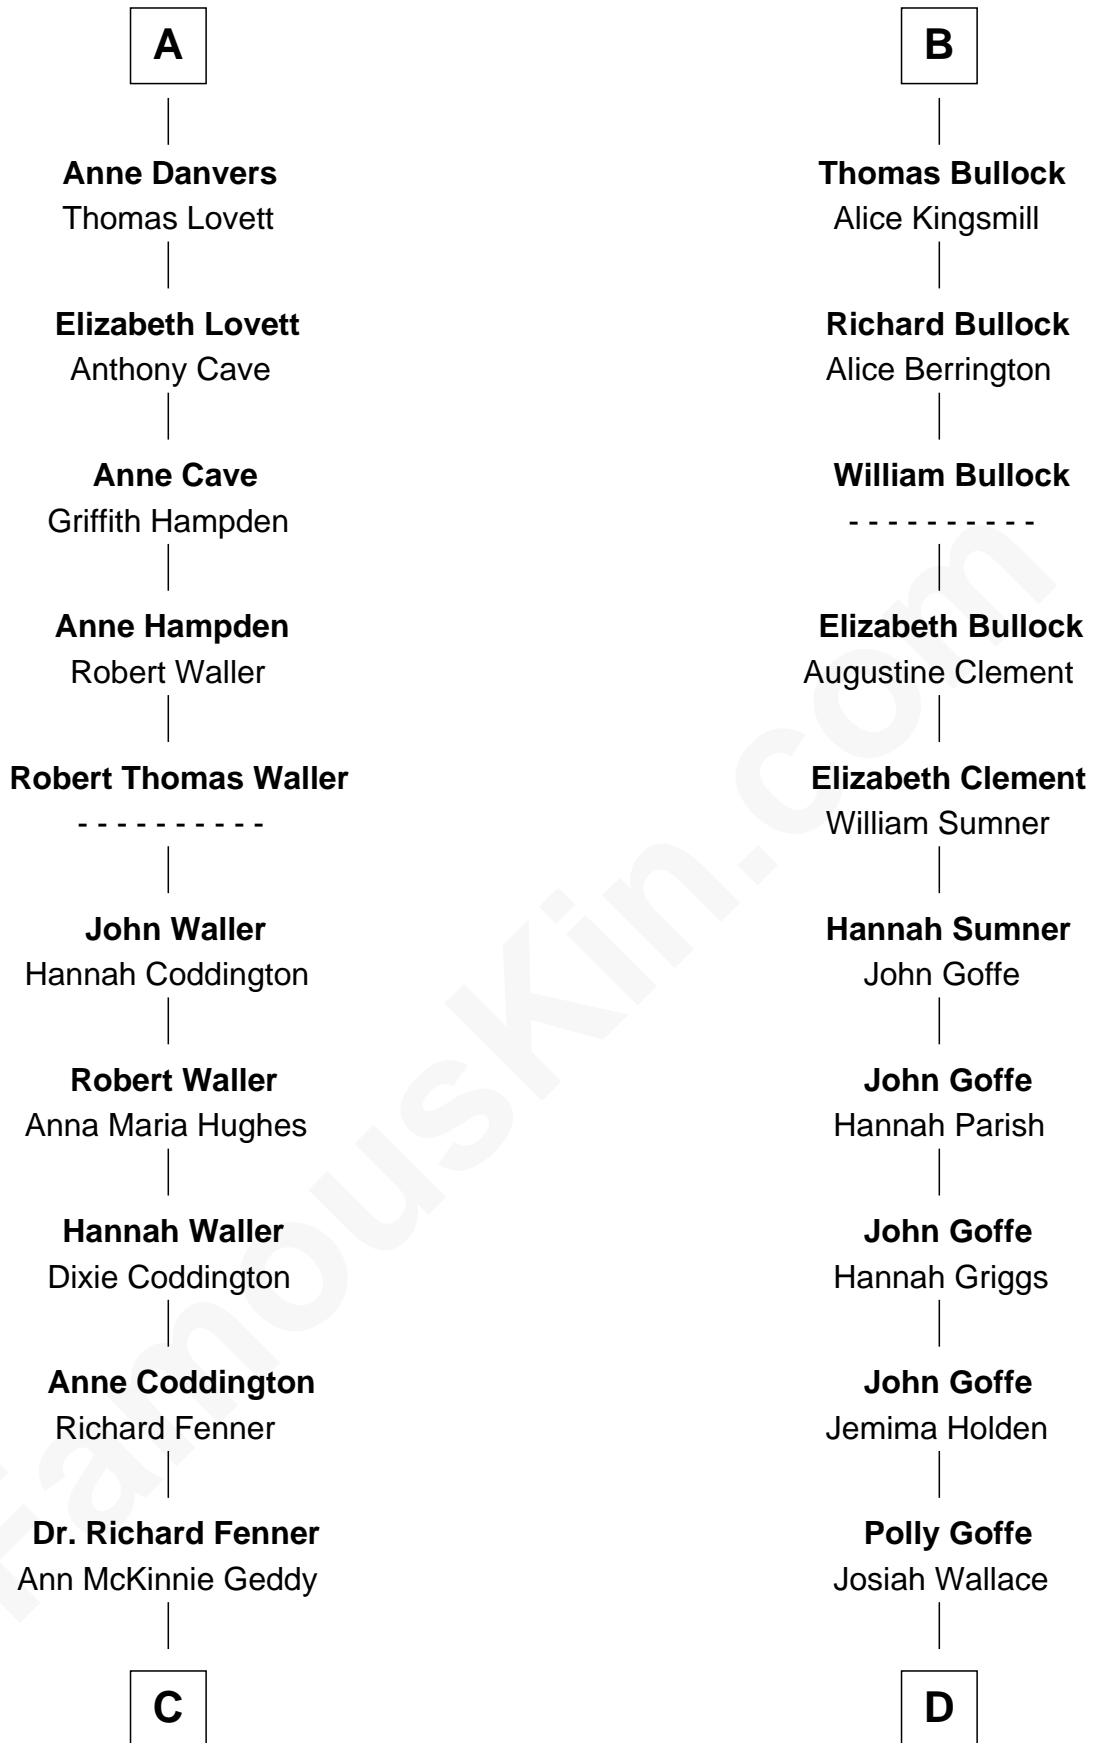 A
Anne Danvers
Thomas Lovett
Elizabeth Lovett
Anthony Cave
Anne Cave
Griffith Hampden
Anne Hampden
Robert Waller
Robert Thomas Waller
- - - - - - - - - -
John Waller
Hannah Coddington
Robert Waller
Anna Maria Hughes
Hannah Waller
Dixie Coddington
Anne Coddington
Richard Fenner
Dr. Richard Fenner
Ann McKinnie Geddy
C
B
Thomas Bullock
Alice Kingsmill
Richard Bullock
Alice Berrington
William Bullock
- - - - - - - - - -
Elizabeth Bullock
Augustine Clement
Elizabeth Clement
William Sumner
Hannah Sumner
John Goffe
John Goffe
Hannah Parish
John Goffe
Hannah Griggs
John Goffe
Jemima Holden
Polly Goffe
Josiah Wallace
D
FamousKin.com